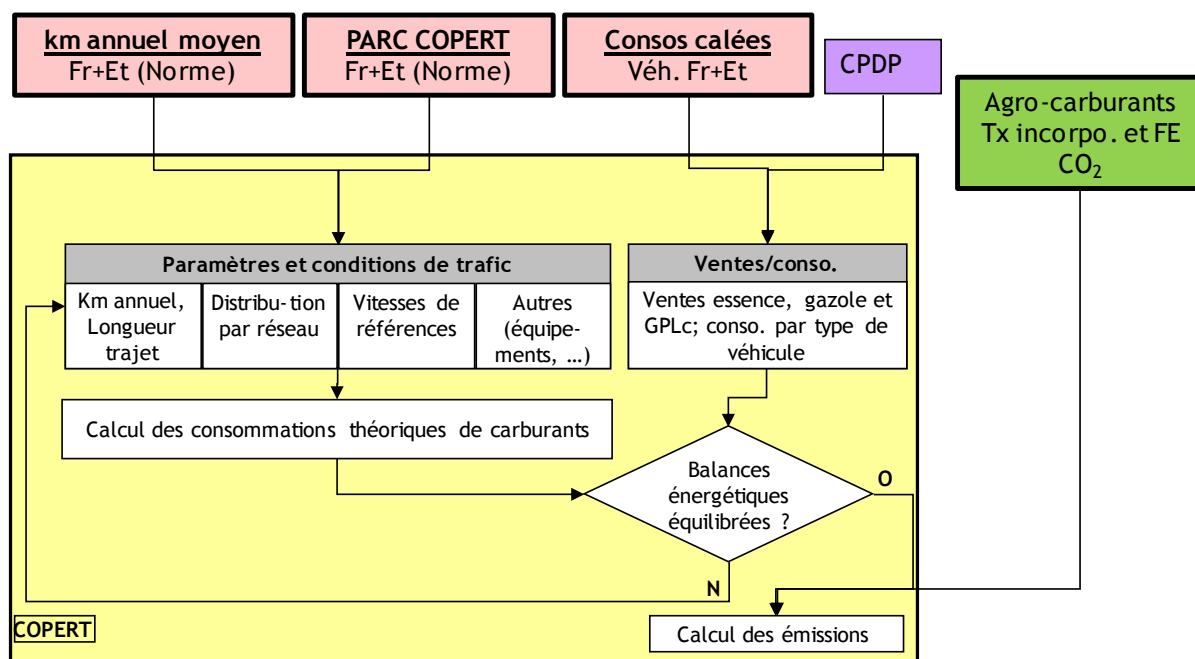 km annuel moyen
Fr+Et (Norme)
PARC COPERT
Fr+Et (Norme)
Consos calées
Véh. Fr+Et
CPDP
Agro-carburants
Tx incorpo. et FE
CO₂
Paramètres et conditions de trafic
Km annuel,
Longueur
trajet
Distribu-tion
par réseau
Vitesses de
références
Autres
(équipe-
ments, …)
Ventes/conso.
Ventes essence, gazole et
GPLc; conso. par type de
véhicule
Calcul des consommations théoriques de carburants
Balances
énergétiques
équilibrées ?
O
N
COPERT
Calcul des émissions